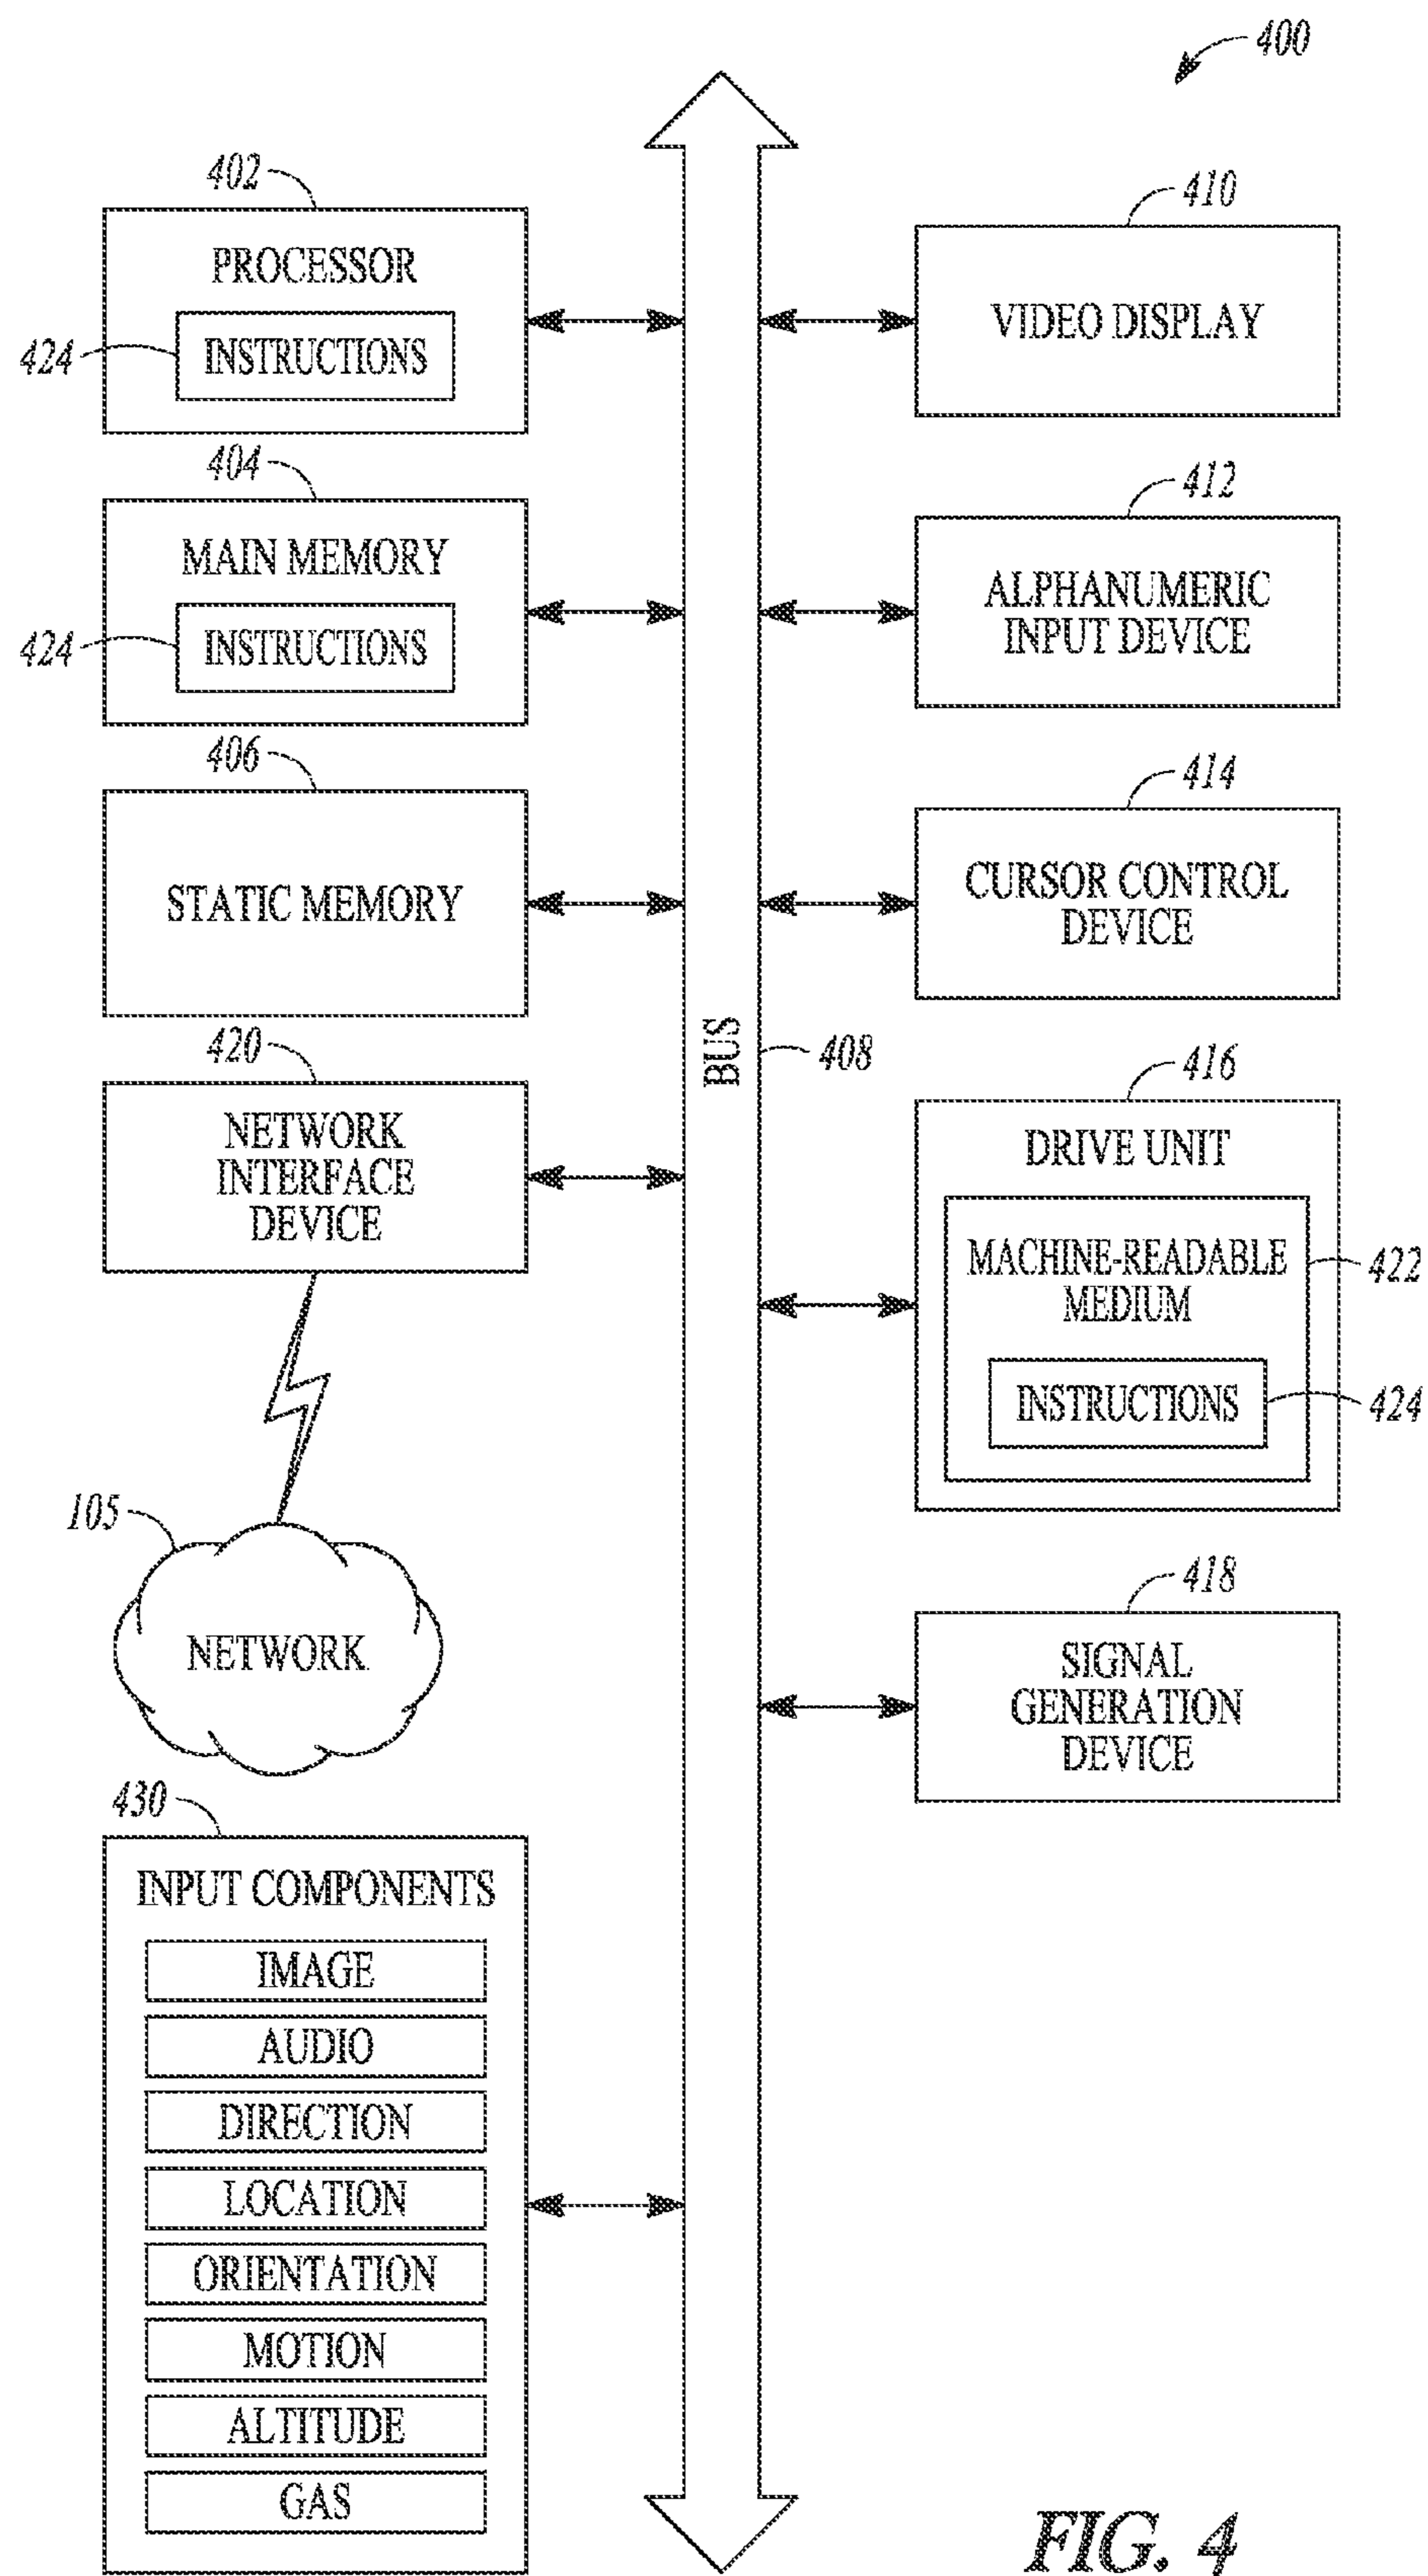 400
402
PROCESSOR
424
INSTRUCTIONS
404
MAIN MEMORY
424
INSTRUCTIONS
406
STATIC MEMORY
420
NETWORK
INTERFACE
DEVICE
105
NETWORK
430
INPUT COMPONENTS
IMAGE
AUDIO
DIRECTION
LOCATION
ORIENTATION
MOTION
ALTITUDE
GAS
BUS
408
410
VIDEO DISPLAY
412
ALPHANUMERIC
INPUT DEVICE
414
CURSOR CONTROL
DEVICE
416
DRIVE UNIT
MACHINE-READABLE
MEDIUM
422
INSTRUCTIONS
424
418
SIGNAL
GENERATION
DEVICE
FIG. 4